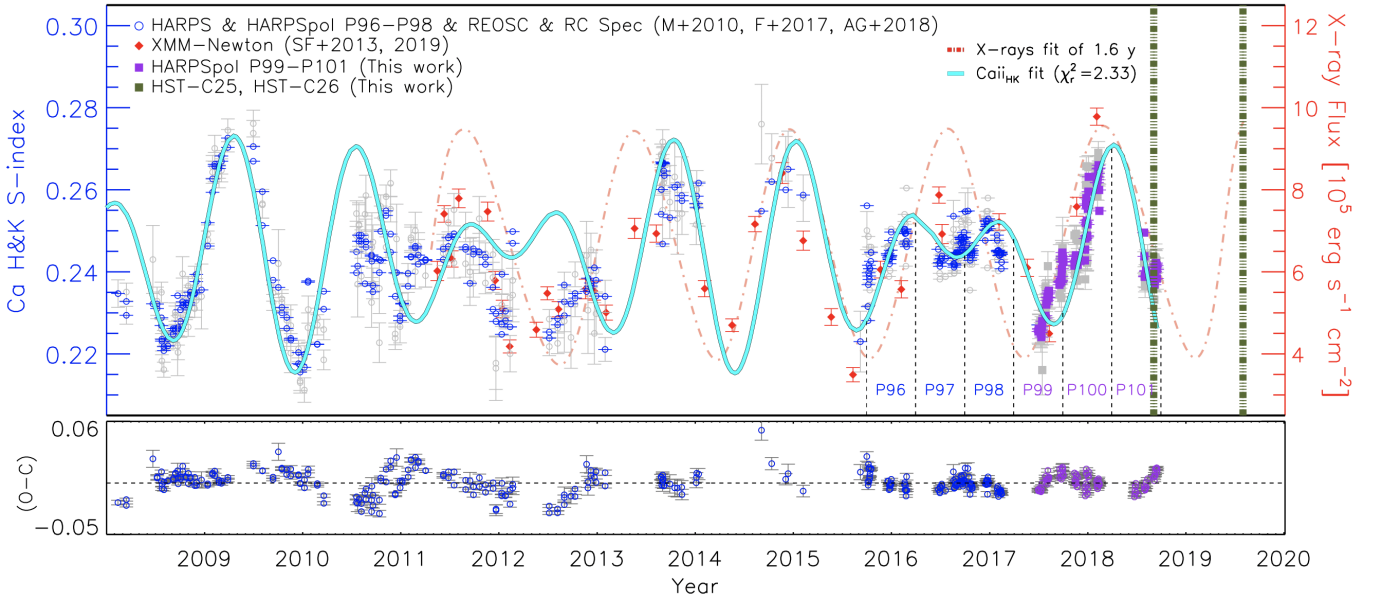 HARPS & HARPSpol P96−P98 & REOSC & RC Spec (M+2010, F+2017, AG+2018)
XMM−Newton (SF+2013, 2019)
HARPSpol P99−P101 (This work)
HST−C25, HST−C26 (This work)
X−rays fit of 1.6 y
CaII_HK fit (χ_r^2=2.33)
Ca H&K S−index
0.30
0.28
0.26
0.24
0.22
X−ray Flux [10^5 erg s^−1 cm^−2]
12
10
8
6
4
P96 P97 P98 P99 P100 P101
(O−C)
0.06
−0.05
2009 2010 2011 2012 2013 2014 2015 2016 2017 2018 2019 2020
Year